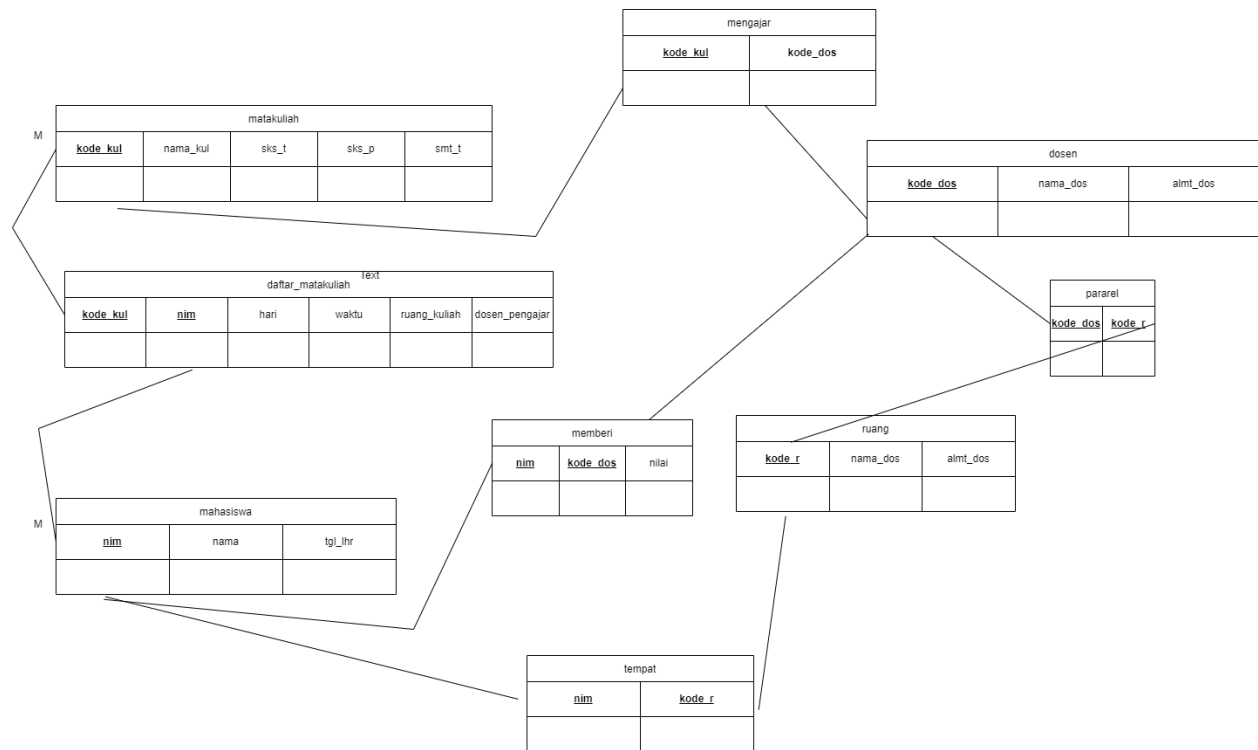 mengajar
kode_kul kode_dos
matakuliah
M
kode_kul nama_kul sks_t sks_p smt_t
dosen
kode_dos nama_dos almt_dos
Text
daftar_matakuliah
kode_kul nim hari waktu ruang_kuliah dosen_pengajar
pararel
kode_dos kode_r
memberi
nim kode_dos nilai
ruang
kode_r nama_dos almt_dos
mahasiswa
M
nim nama tgl_lhr
tempat
nim kode_r